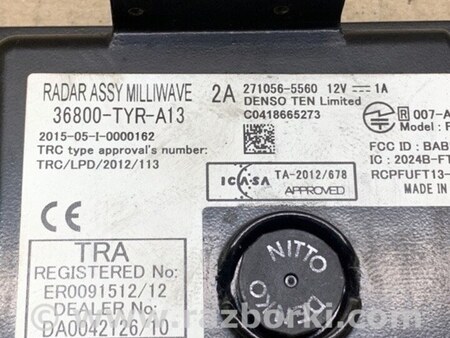 RADAR ASSY MILLIWAVE
36800-TYR-A13
2015-05-I-0000162
TRC type approval's number:
TRC/LPD/2012/113
2A
271056-5560 12V ⎓ 1A
DENSO TEN Limited
C0418665273
R 007-A
FCC ID: BAB
IC: 2024B-FT
RCPFUFT13-
MADE IN
ICASA
TA-2012/678
APPROVED
CE
TRA
REGISTERED No:
ER0091512/12
DEALER No:
DA0042126/10
NITTO
www.razborki.com